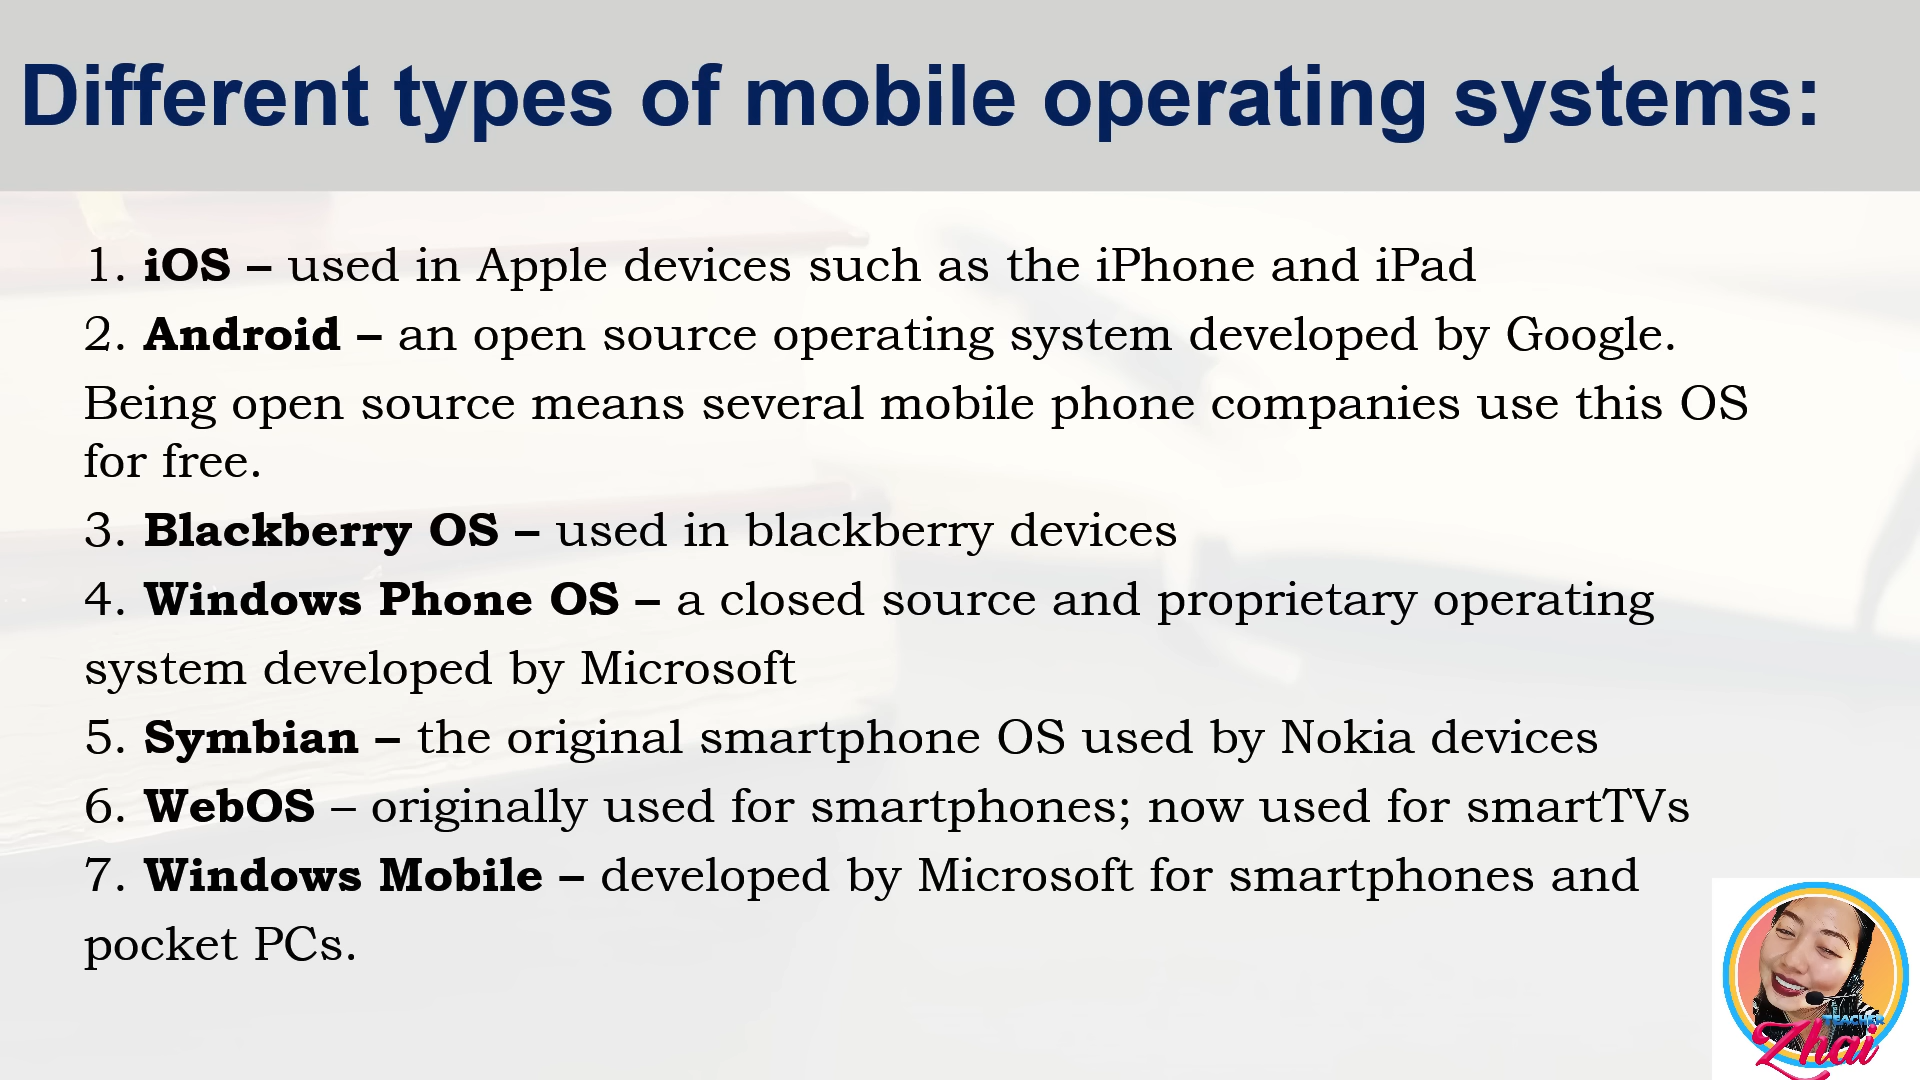 Different types of mobile operating systems:
1. iOS – used in Apple devices such as the iPhone and iPad
2. Android – an open source operating system developed by Google.
Being open source means several mobile phone companies use this OS
for free.
3. Blackberry OS – used in blackberry devices
4. Windows Phone OS – a closed source and proprietary operating
system developed by Microsoft
5. Symbian – the original smartphone OS used by Nokia devices
6. WebOS – originally used for smartphones; now used for smartTVs
7. Windows Mobile – developed by Microsoft for smartphones and
pocket PCs.
TEACHER
Zhai